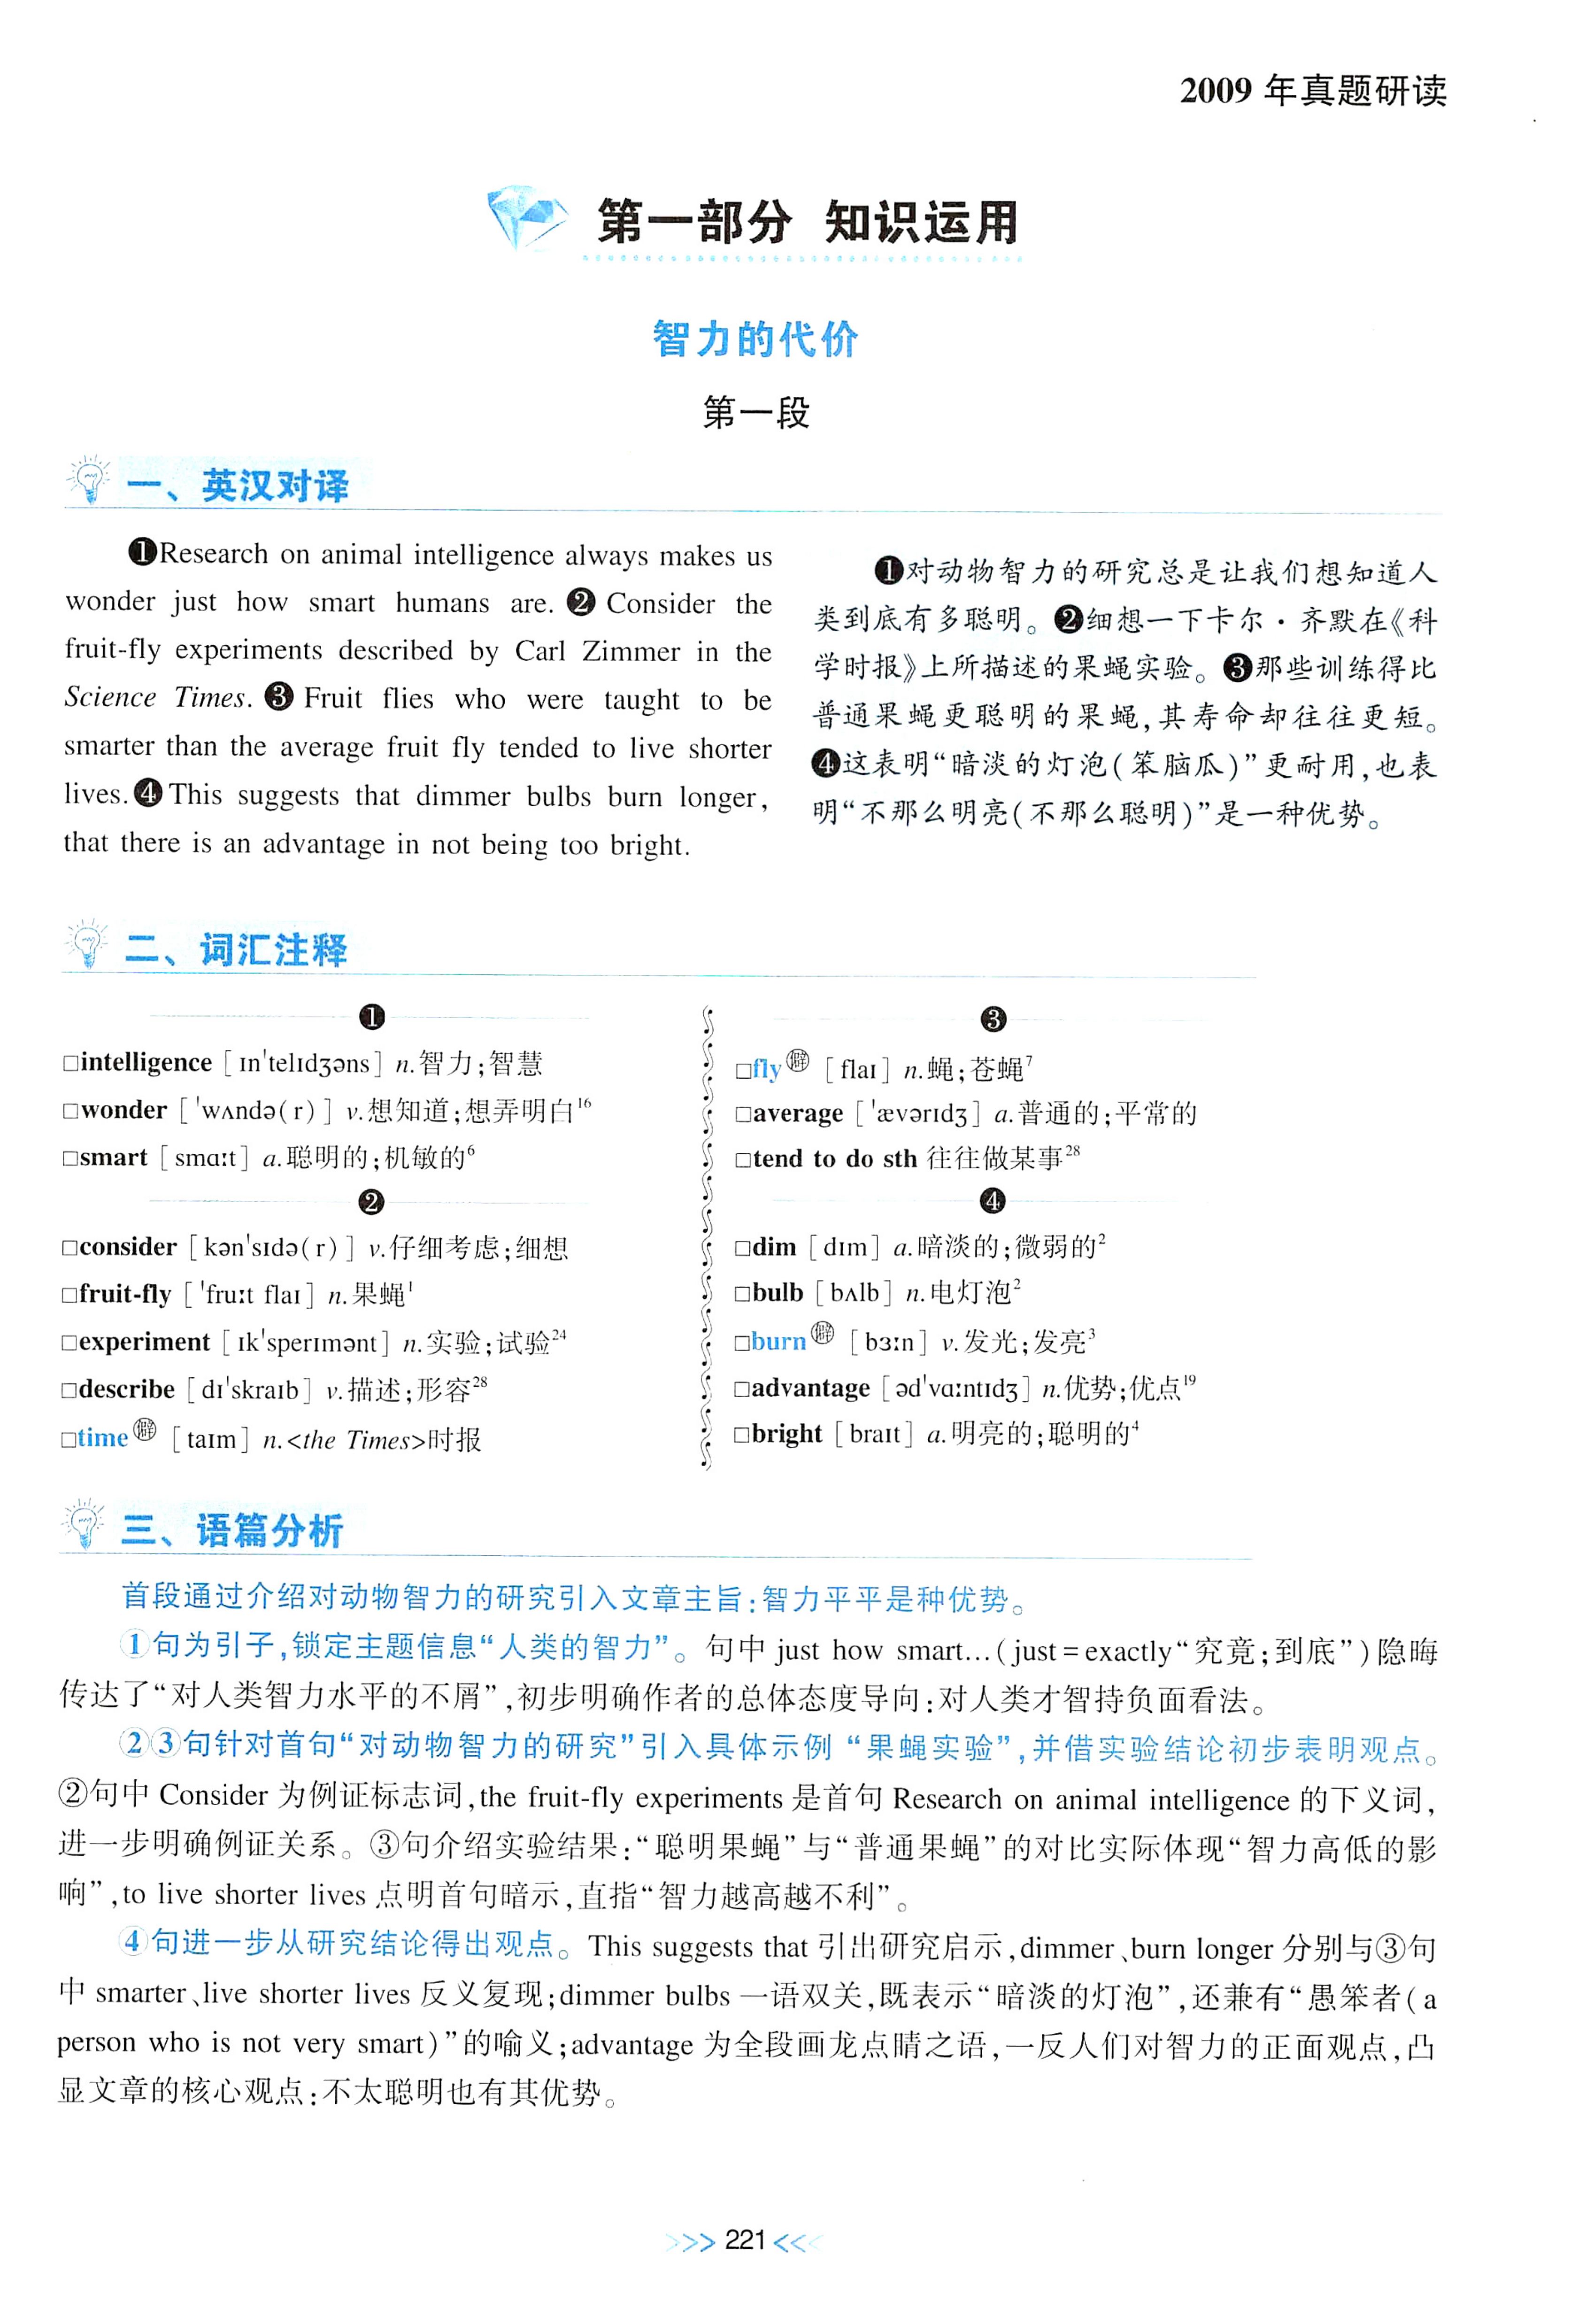 2009 年真题研读
第一部分 知识运用
智力的代价
第一段
一、英汉对译
❶Research on animal intelligence always makes us
wonder just how smart humans are. ❷ Consider the
fruit-fly experiments described by Carl Zimmer in the
Science Times. ❸ Fruit flies who were taught to be
smarter than the average fruit fly tended to live shorter
lives.❹This suggests that dimmer bulbs burn longer,
that there is an advantage in not being too bright.
❶对动物智力的研究总是让我们想知道人
类到底有多聪明。❷细想一下卡尔·齐默在《科
学时报》上所描述的果蝇实验。❸那些训练得比
普通果蝇更聪明的果蝇,其寿命却往往更短。
❹这表明“暗淡的灯泡(笨脑瓜)”更耐用,也表
明“不那么明亮(不那么聪明)”是一种优势。
二、词汇注释
❶
□intelligence [ɪn'telɪdʒəns] n.智力;智慧
□wonder ['wʌndə(r)] v.想知道;想弄明白16
□smart [smɑːt] a.聪明的;机敏的6
❷
□consider [kən'sɪdə(r)] v.仔细考虑;细想
□fruit-fly ['fruːt flaɪ] n.果蝇1
□experiment [ɪk'sperɪmənt] n.实验;试验24
□describe [dɪ'skraɪb] v.描述;形容28
□time僻 [taɪm] n.<the Times>时报
❸
□fly僻 [flaɪ] n.蝇;苍蝇7
□average ['ævərɪdʒ] a.普通的;平常的
□tend to do sth 往往做某事28
❹
□dim [dɪm] a.暗淡的;微弱的2
□bulb [bʌlb] n.电灯泡2
□burn僻 [bɜːn] v.发光;发亮3
□advantage [əd'vɑːntɪdʒ] n.优势;优点19
□bright [braɪt] a.明亮的;聪明的4
三、语篇分析
首段通过介绍对动物智力的研究引入文章主旨:智力平平是种优势。
①句为引子,锁定主题信息“人类的智力”。句中 just how smart…(just=exactly“究竟;到底”)隐晦
传达了“对人类智力水平的不屑”,初步明确作者的总体态度导向:对人类才智持负面看法。
②③句针对首句“对动物智力的研究”引入具体示例“果蝇实验”,并借实验结论初步表明观点。
②句中 Consider 为例证标志词,the fruit-fly experiments 是首句 Research on animal intelligence 的下义词,
进一步明确例证关系。③句介绍实验结果:“聪明果蝇”与“普通果蝇”的对比实际体现“智力高低的影
响”,to live shorter lives 点明首句暗示,直指“智力越高越不利”。
④句进一步从研究结论得出观点。This suggests that 引出研究启示,dimmer、burn longer 分别与③句
中 smarter、live shorter lives 反义复现;dimmer bulbs 一语双关,既表示“暗淡的灯泡”,还兼有“愚笨者(a
person who is not very smart)”的喻义;advantage 为全段画龙点睛之语,一反人们对智力的正面观点,凸
显文章的核心观点:不太聪明也有其优势。
>>> 221 <<<